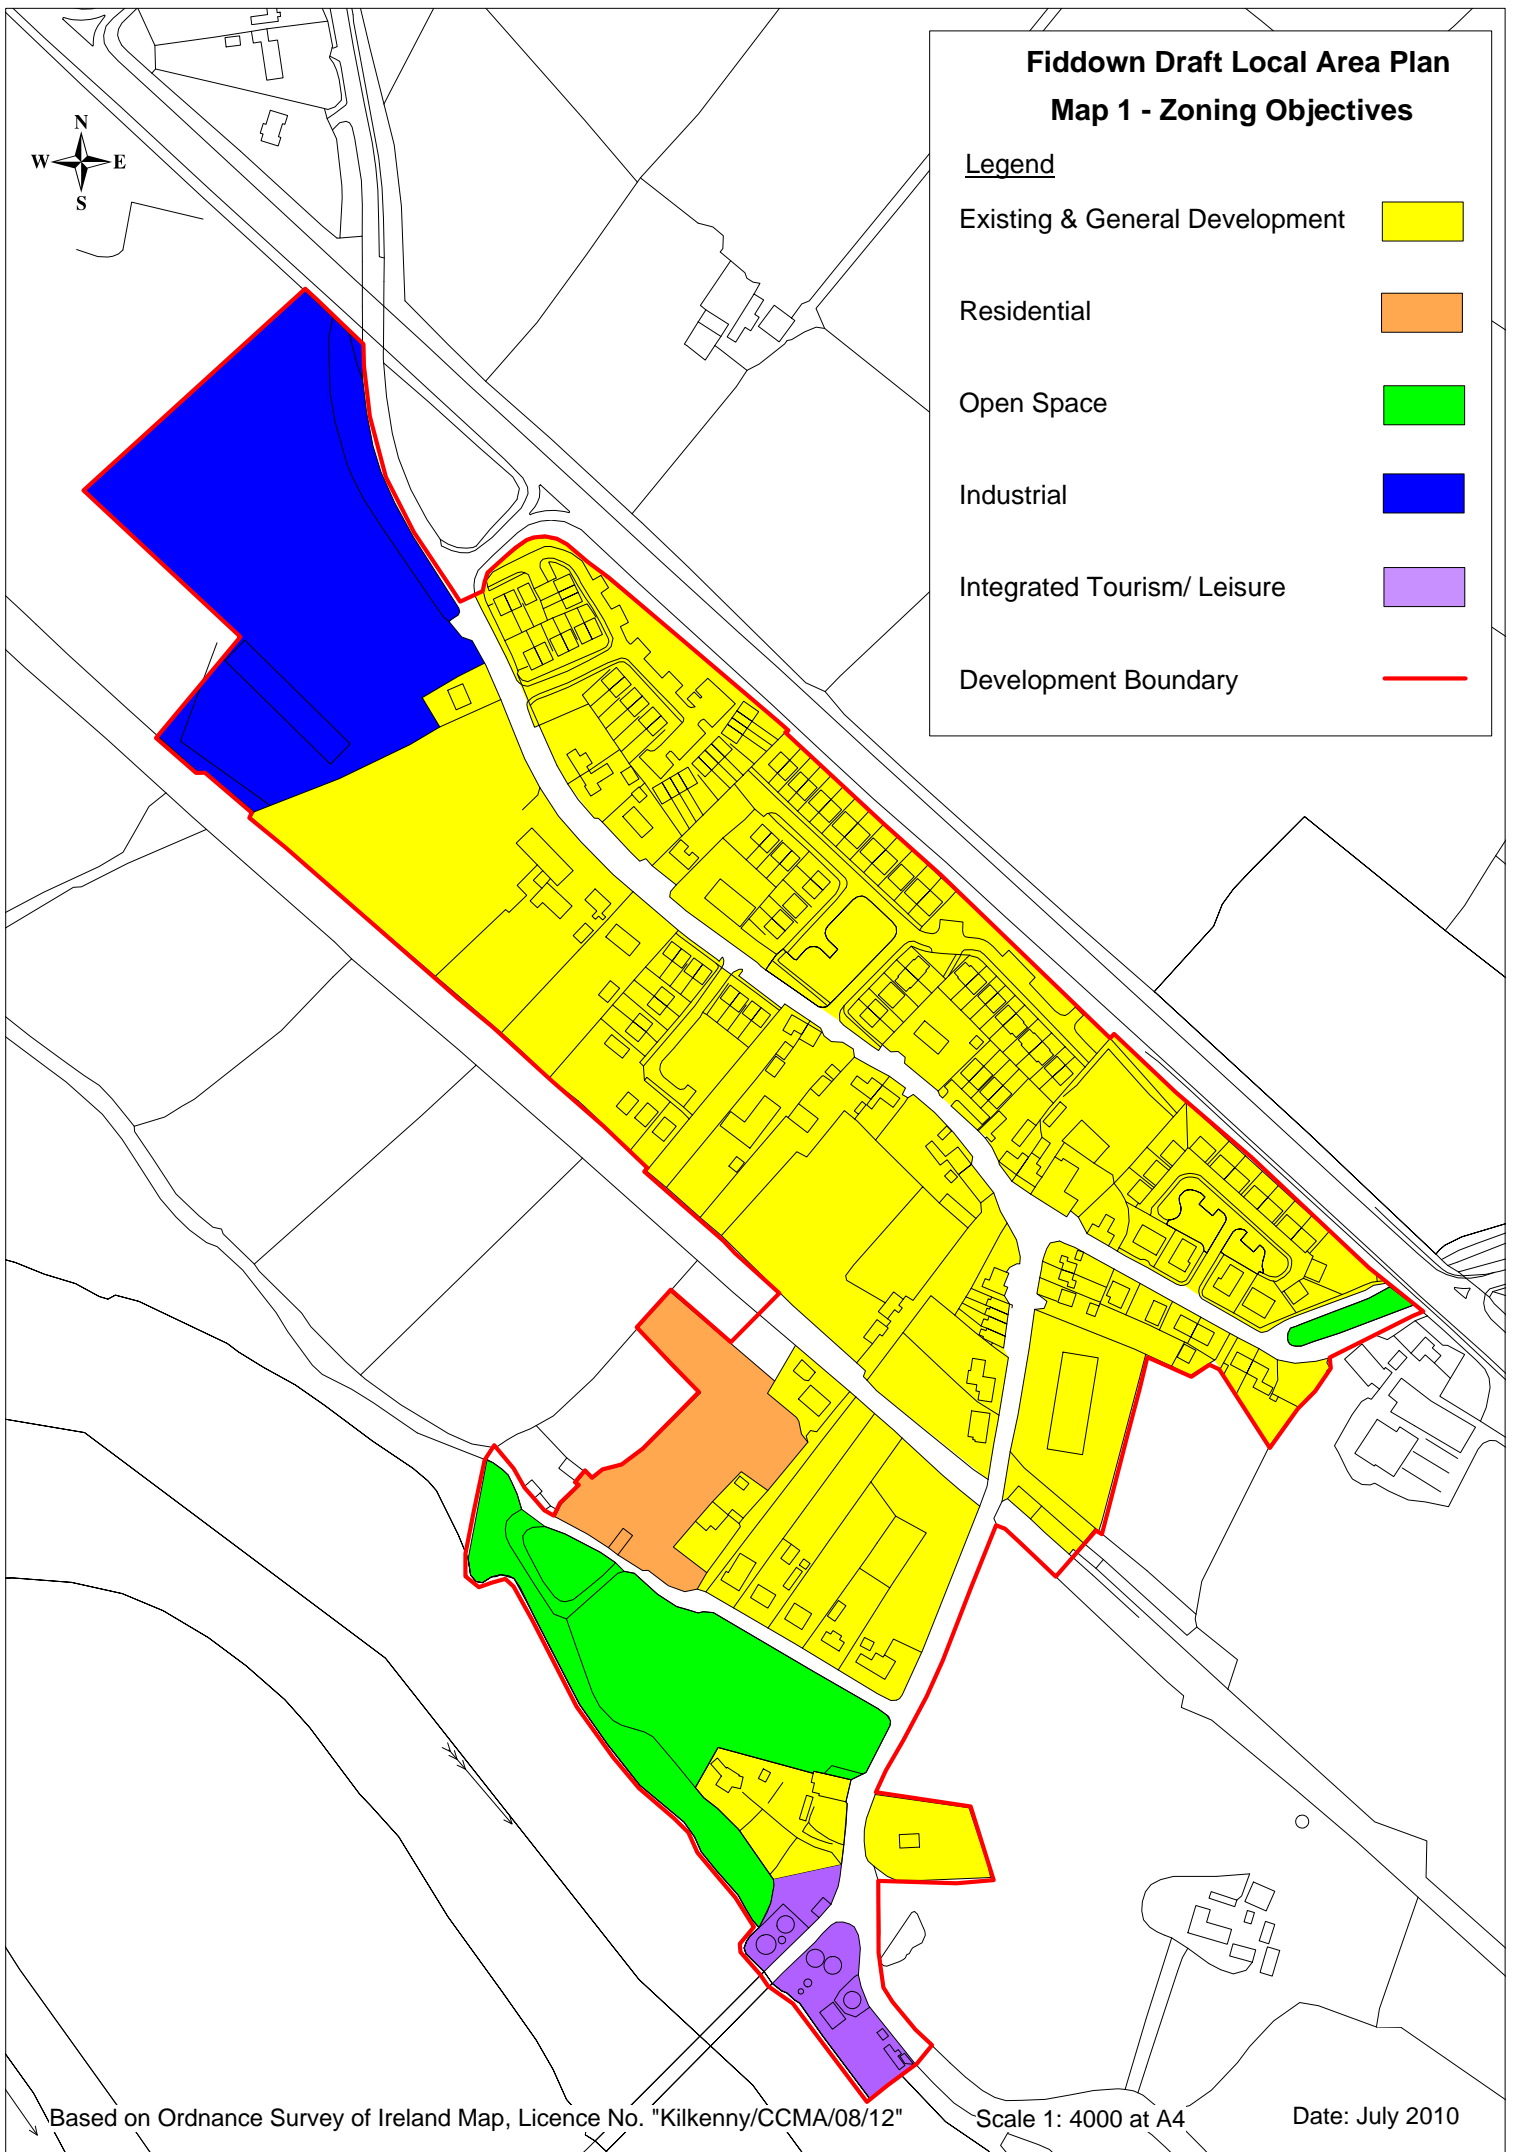 Fiddown Draft Local Area Plan
Map 1 - Zoning Objectives
Legend
Existing & General Development
Residential
Open Space
Industrial
Integrated Tourism/ Leisure
Development Boundary
N
W E
S
Based on Ordnance Survey of Ireland Map, Licence No. "Kilkenny/CCMA/08/12"
Scale 1: 4000 at A4
Date: July 2010